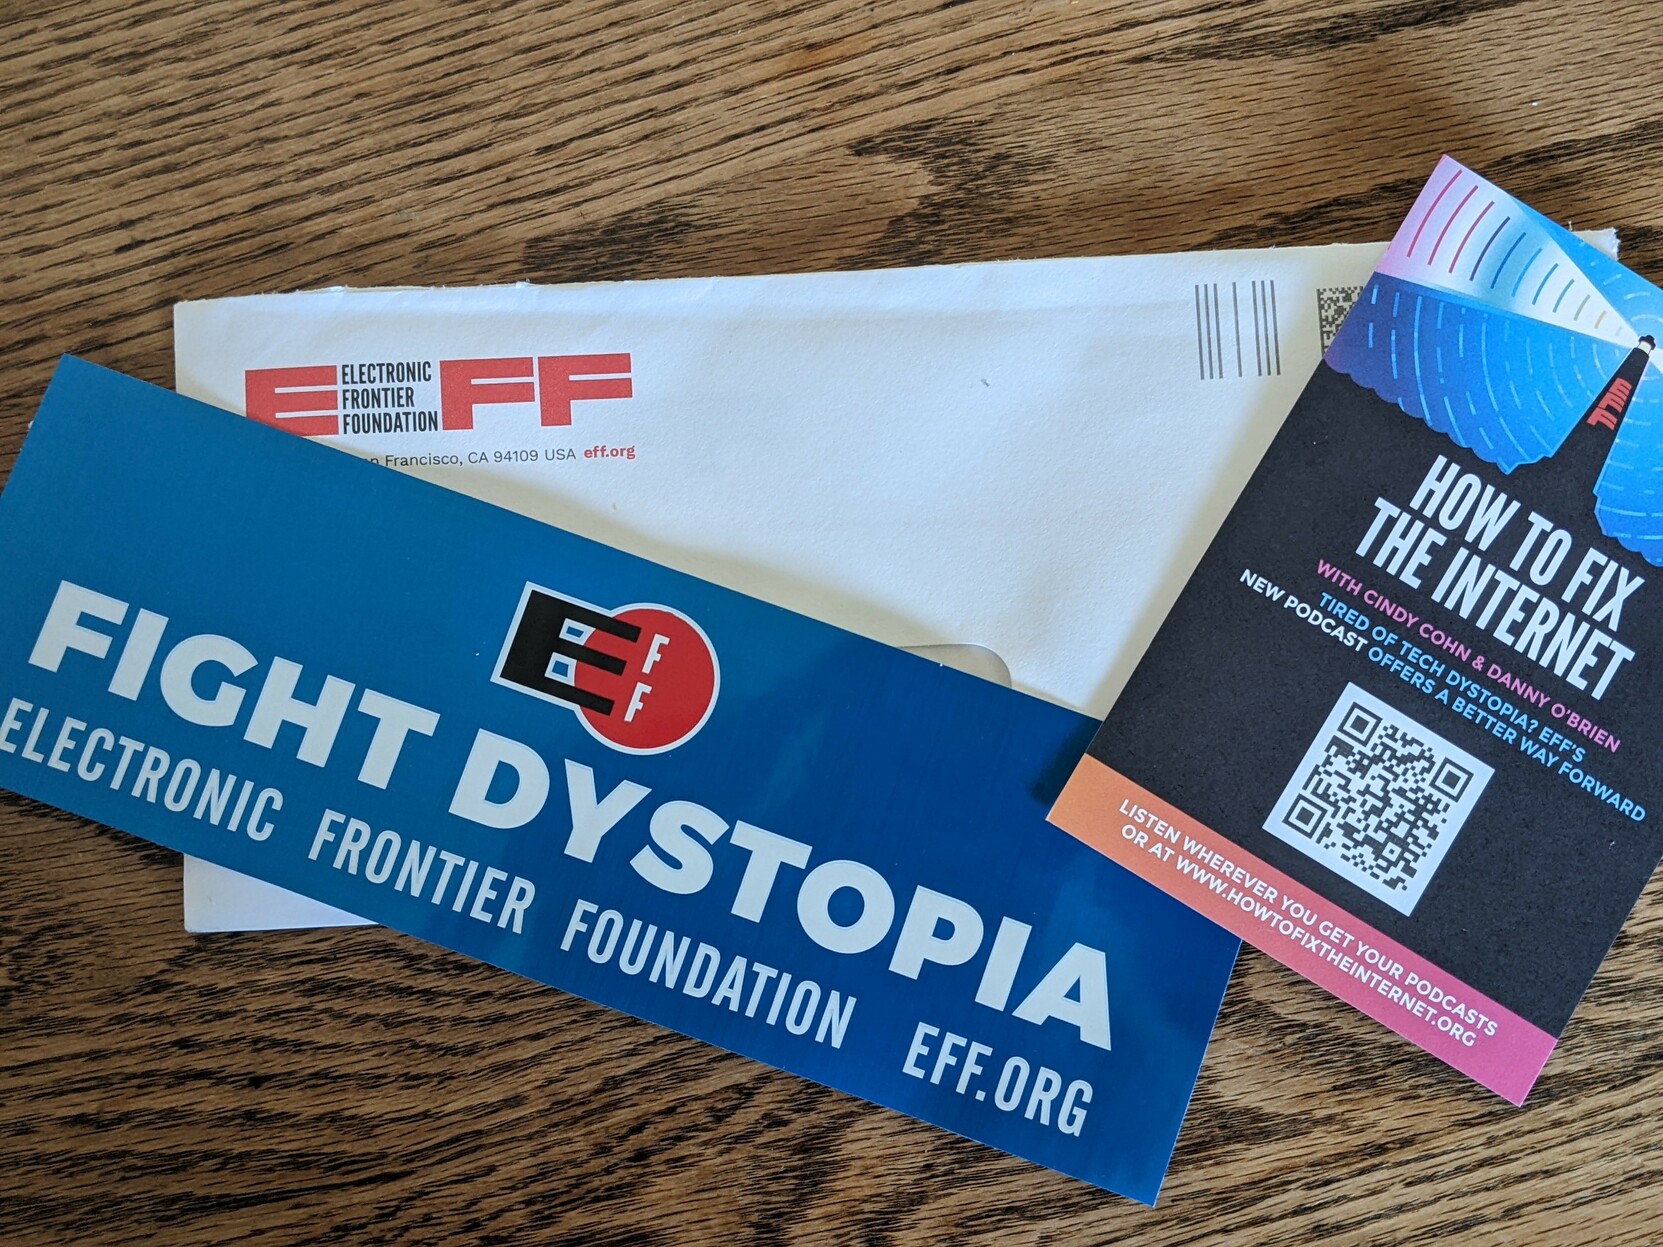 EFF
ELECTRONIC
FRONTIER
FOUNDATION
Francisco, CA 94109 USA eff.org
FIGHT DYSTOPIA
EFF
ELECTRONIC FRONTIER FOUNDATION EFF.ORG
EFF
HOW TO FIX
THE INTERNET
WITH CINDY COHN & DANNY O'BRIEN
TIRED OF TECH DYSTOPIA? EFF'S
NEW PODCAST OFFERS A BETTER WAY FORWARD
LISTEN WHEREVER YOU GET YOUR PODCASTS
OR AT WWW.HOWTOFIXTHEINTERNET.ORG